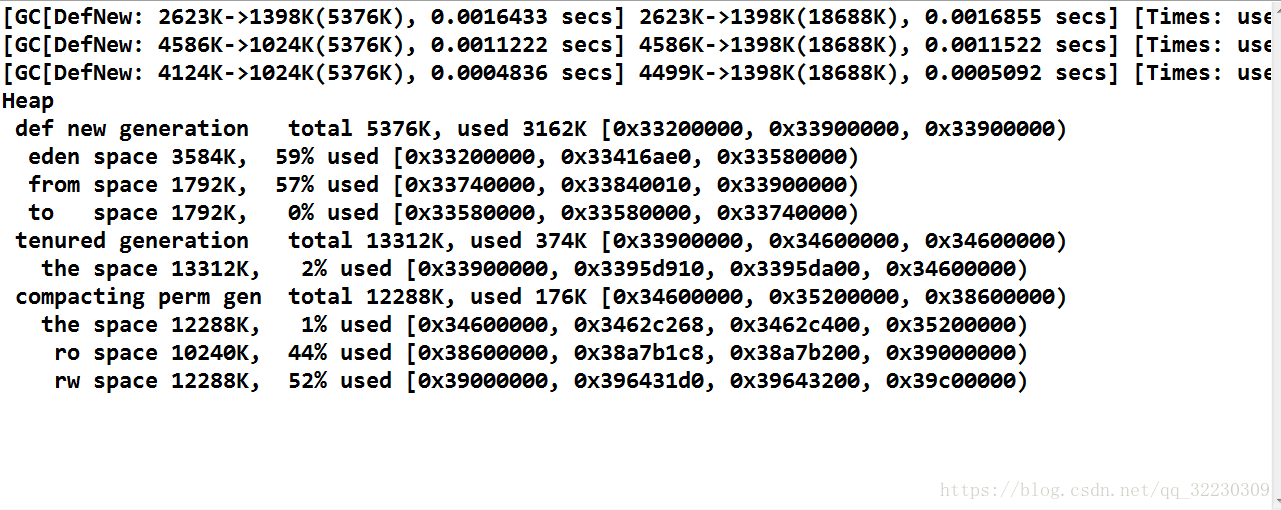 [GC[DefNew: 2623K->1398K(5376K), 0.0016433 secs] 2623K->1398K(18688K), 0.0016855 secs] [Times: use
[GC[DefNew: 4586K->1024K(5376K), 0.0011222 secs] 4586K->1398K(18688K), 0.0011522 secs] [Times: use
[GC[DefNew: 4124K->1024K(5376K), 0.0004836 secs] 4499K->1398K(18688K), 0.0005092 secs] [Times: use
Heap
 def new generation   total 5376K, used 3162K [0x33200000, 0x33900000, 0x33900000)
  eden space 3584K,  59% used [0x33200000, 0x33416ae0, 0x33580000)
  from space 1792K,  57% used [0x33740000, 0x33840010, 0x33900000)
  to   space 1792K,   0% used [0x33580000, 0x33580000, 0x33740000)
 tenured generation   total 13312K, used 374K [0x33900000, 0x34600000, 0x34600000)
   the space 13312K,   2% used [0x33900000, 0x3395d910, 0x3395da00, 0x34600000)
 compacting perm gen  total 12288K, used 176K [0x34600000, 0x35200000, 0x38600000)
   the space 12288K,   1% used [0x34600000, 0x3462c268, 0x3462c400, 0x35200000)
    ro space 10240K,  44% used [0x38600000, 0x38a7b1c8, 0x38a7b200, 0x39000000)
    rw space 12288K,  52% used [0x39000000, 0x396431d0, 0x39643200, 0x39c00000)
https://blog.csdn.net/qq_32230309